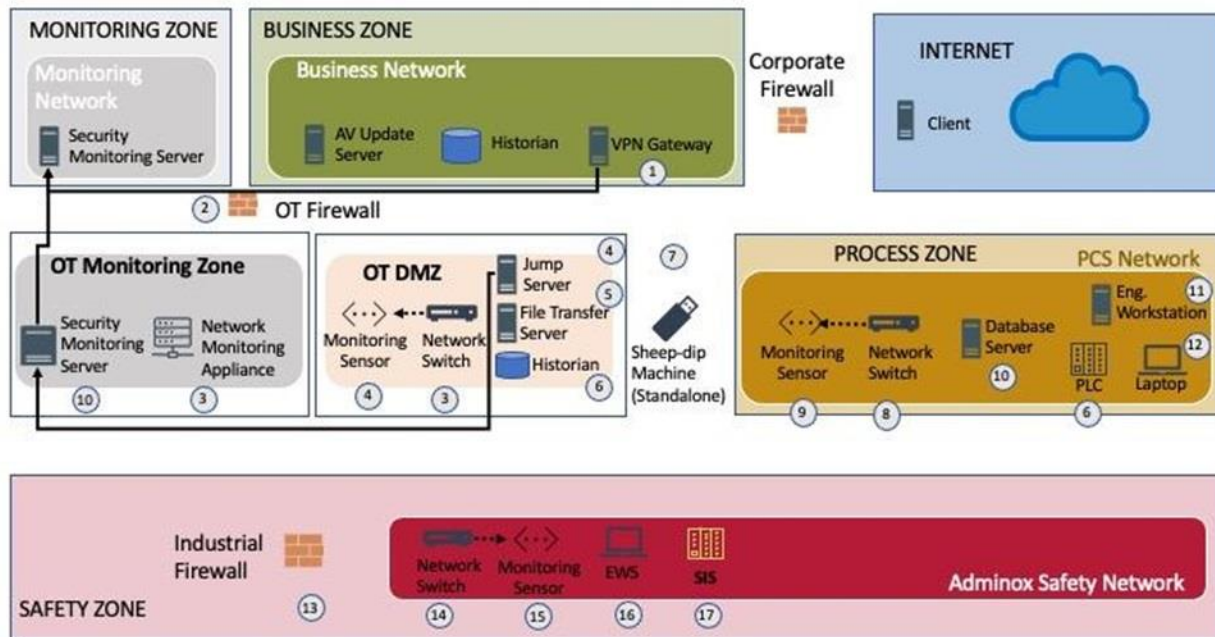 MONITORING ZONE
Monitoring
Network
Security
Monitoring Server
BUSINESS ZONE
Business Network
AV Update
Server
Historian
VPN Gateway
1
Corporate
Firewall
INTERNET
Client
2
OT Firewall
OT Monitoring Zone
Security
Monitoring
Server
10
Network
Monitoring
Appliance
3
OT DMZ
Monitoring
Sensor
4
Network
Switch
3
4
Jump
Server
5
File Transfer
Server
Historian
6
7
Sheep-dip
Machine
(Standalone)
PROCESS ZONE
PCS Network
Monitoring
Sensor
9
Network
Switch
8
Database
Server
10
Eng.
Workstation
11
PLC
6
12
Laptop
SAFETY ZONE
Industrial
Firewall
13
Network
Switch
14
Monitoring
Sensor
15
EWS
16
SIS
17
Adminox Safety Network